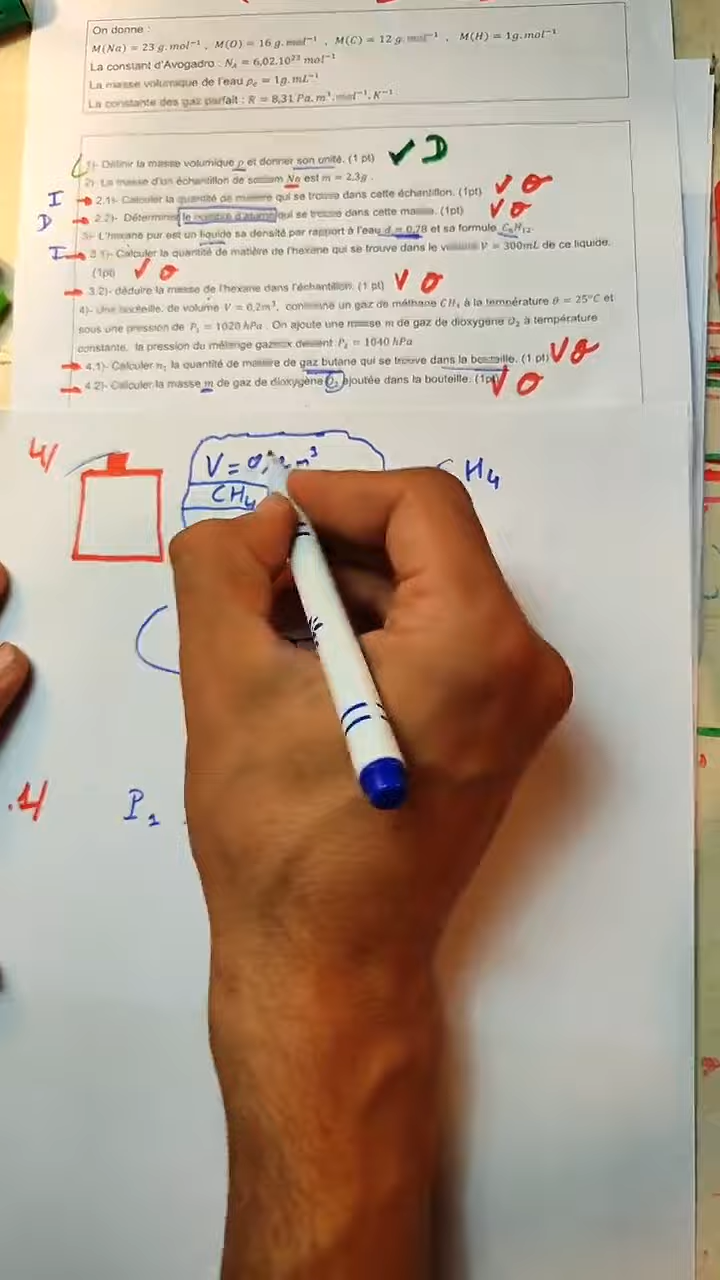 On donne :
M(Na) = 23 g.mol⁻¹ , M(O) = 16 g.mol⁻¹ , M(C) = 12 g.mol⁻¹ , M(H) = 1g.mol⁻¹
La constant d'Avogadro : N_A = 6,02.10²³ mol⁻¹
La masse volumique de l'eau ρ_e = 1g.mL⁻¹
La constante des gaz parfait : R = 8,31 Pa.m³.mol⁻¹.K⁻¹
1)- Définir la masse volumique ρ et donner son unité. (1 pt) D
2)- La masse d'un échantillon de sodium Na est m = 2,3g .
I 2.1)- Calculer la quantité de matière qui se trouve dans cette échantillon. (1pt)
D 2.2)- Déterminer le nombre d'atome qui se trouve dans cette masse. (1pt)
3)- L'hexane pur est un liquide sa densité par rapport à l'eau d = 0,78 et sa formule C₆H₁₂.
I 3.1)- Calculer la quantité de matière de l'hexane qui se trouve dans le volume V = 300mL de ce liquide.
(1pt)
3.2)- déduire la masse de l'hexane dans l'échantillon. (1 pt)
4)- Une bouteille, de volume V = 0,2m³, contienne un gaz de méthane CH₄ à la température θ = 25°C et
sous une pression de P₁ = 1020 hPa . On ajoute une masse m de gaz de dioxygène O₂ à température
constante, la pression du mélange gazeux devient P₂ = 1040 hPa
4.1)- Calculer n₁ la quantité de matière de gaz butane qui se trouve dans la bouteille. (1 pt)
4.2)- Calculer la masse m de gaz de dioxygène O₂ ajoutée dans la bouteille. (1pt)
4/
V = 0, m³
CH₄
H₄
.1/
P₁